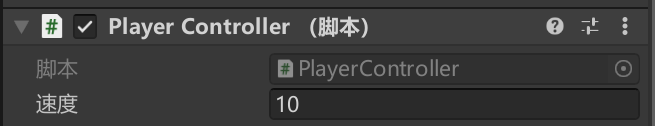 Player Controller （脚本）
脚本 PlayerController
速度 10